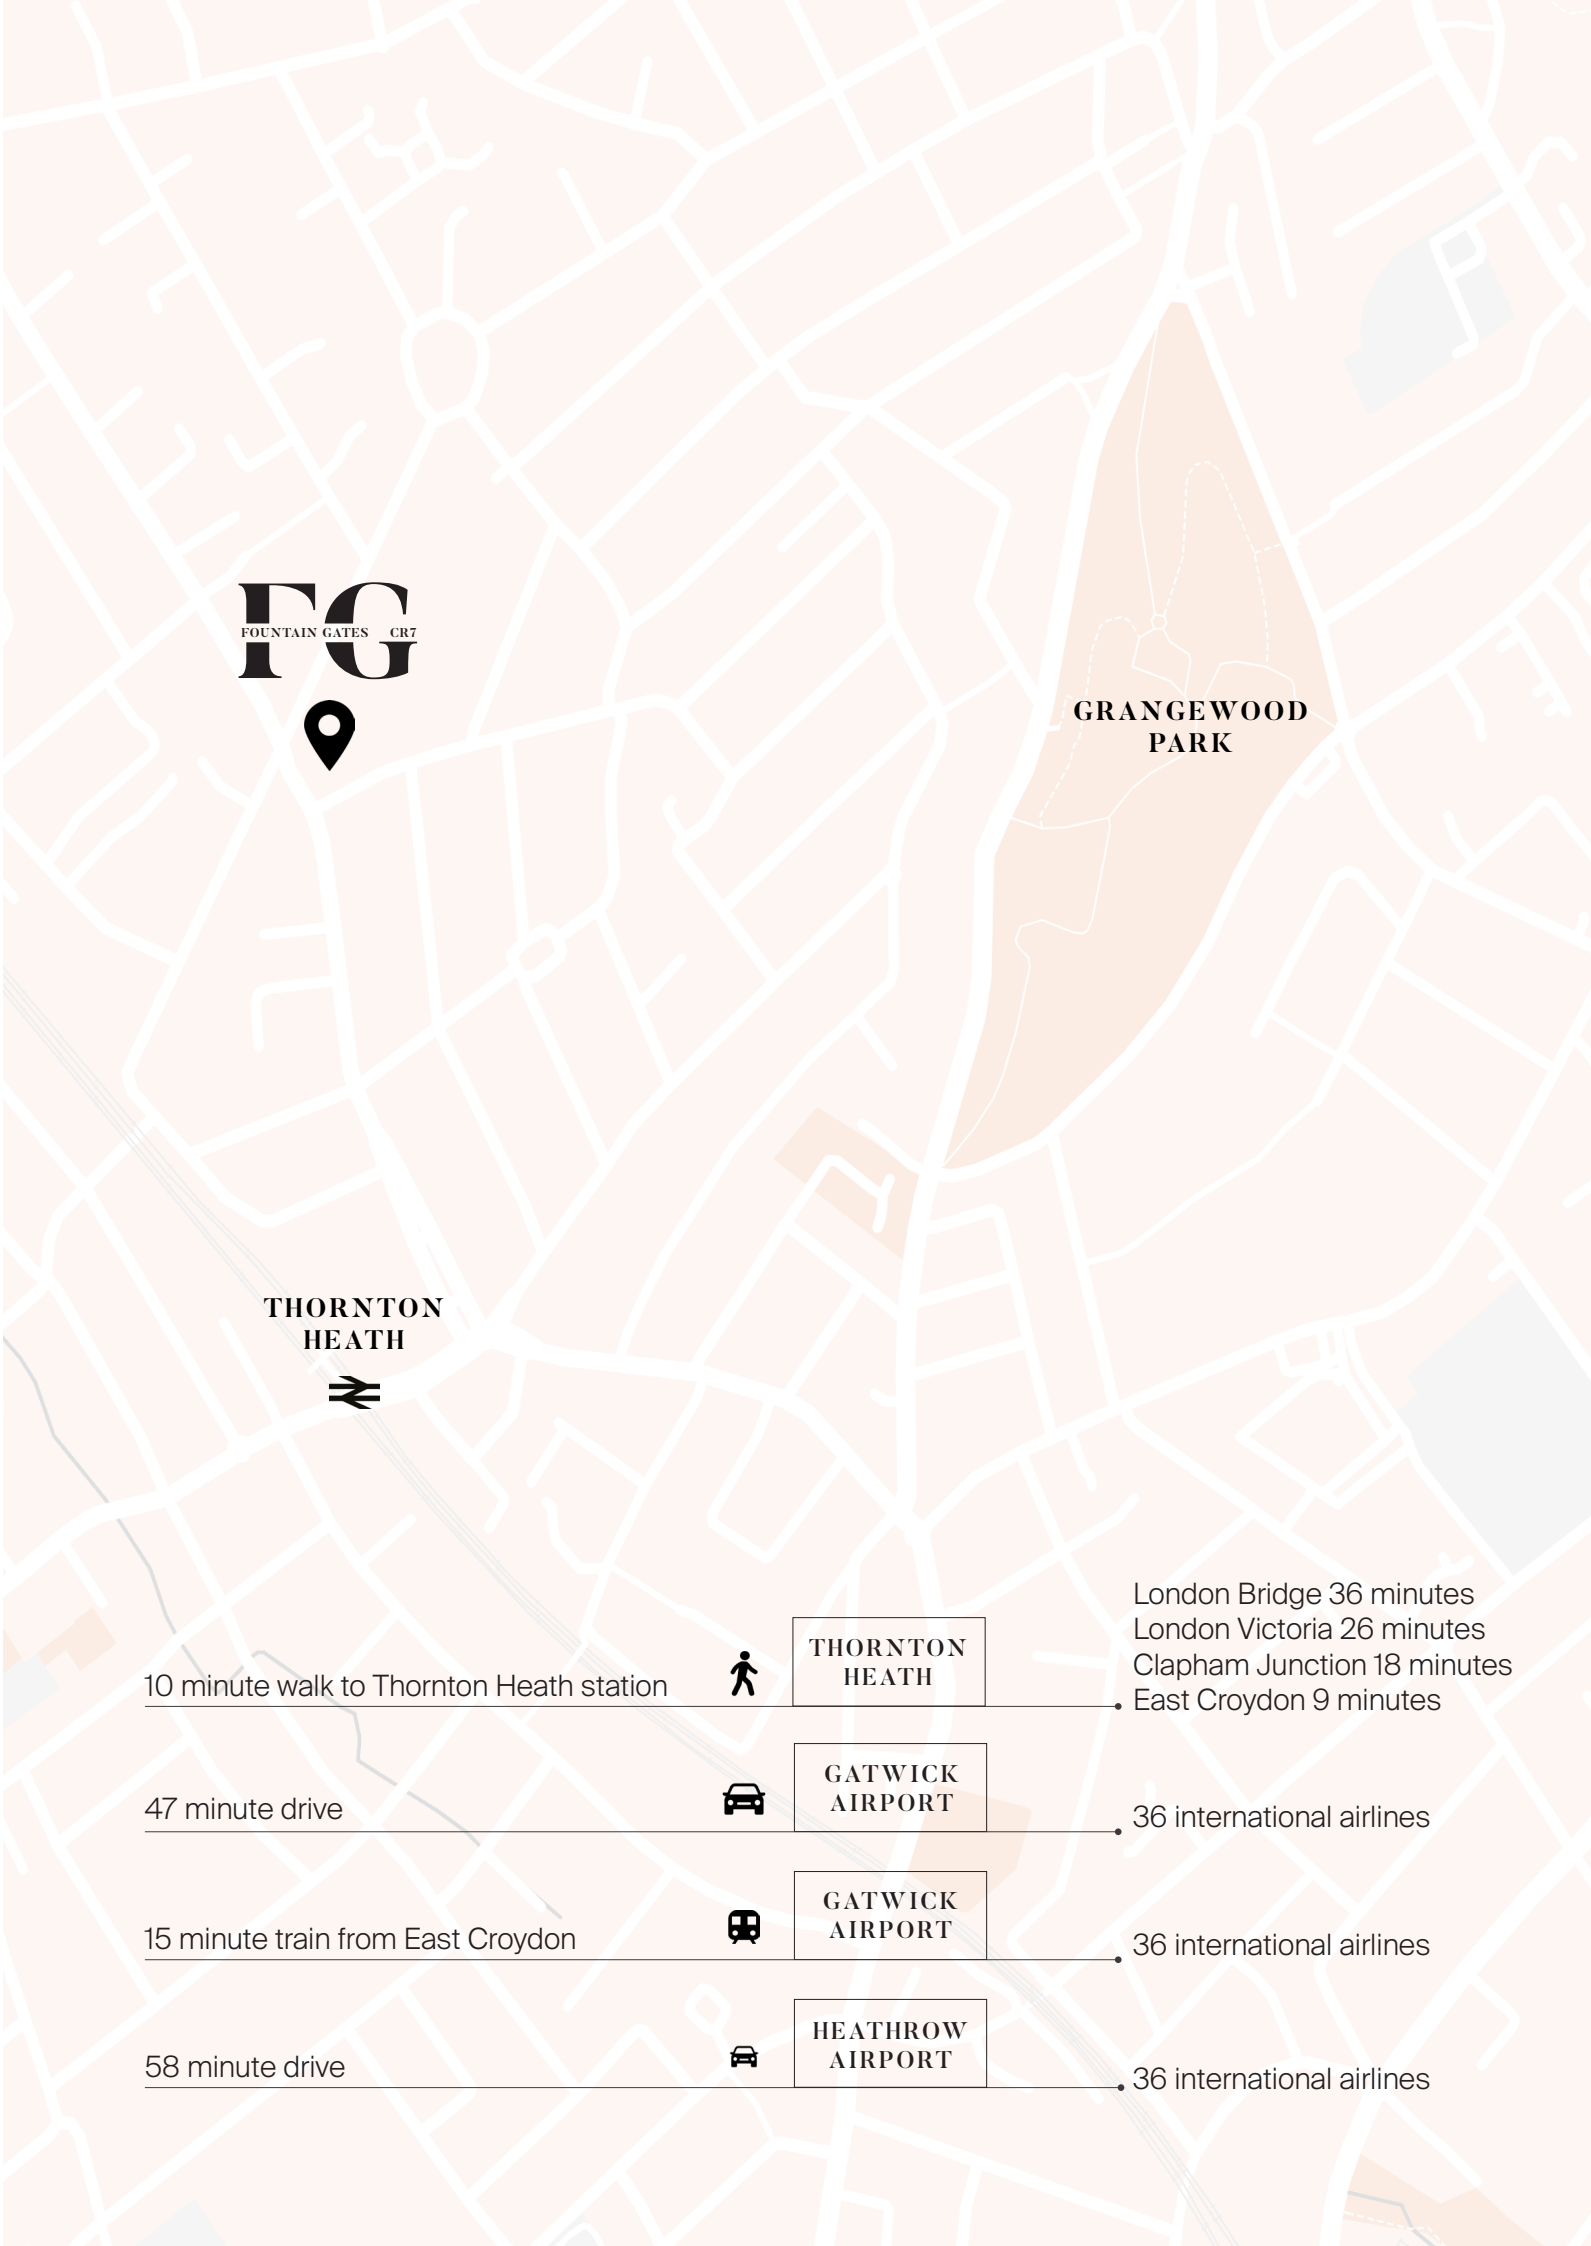 FOUNTAIN GATES CR7
FG
GRANGEWOOD
PARK
THORNTON
HEATH
10 minute walk to Thornton Heath station
THORNTON
HEATH
London Bridge 36 minutes
London Victoria 26 minutes
Clapham Junction 18 minutes
East Croydon 9 minutes
47 minute drive
GATWICK
AIRPORT
36 international airlines
15 minute train from East Croydon
GATWICK
AIRPORT
36 international airlines
58 minute drive
HEATHROW
AIRPORT
36 international airlines